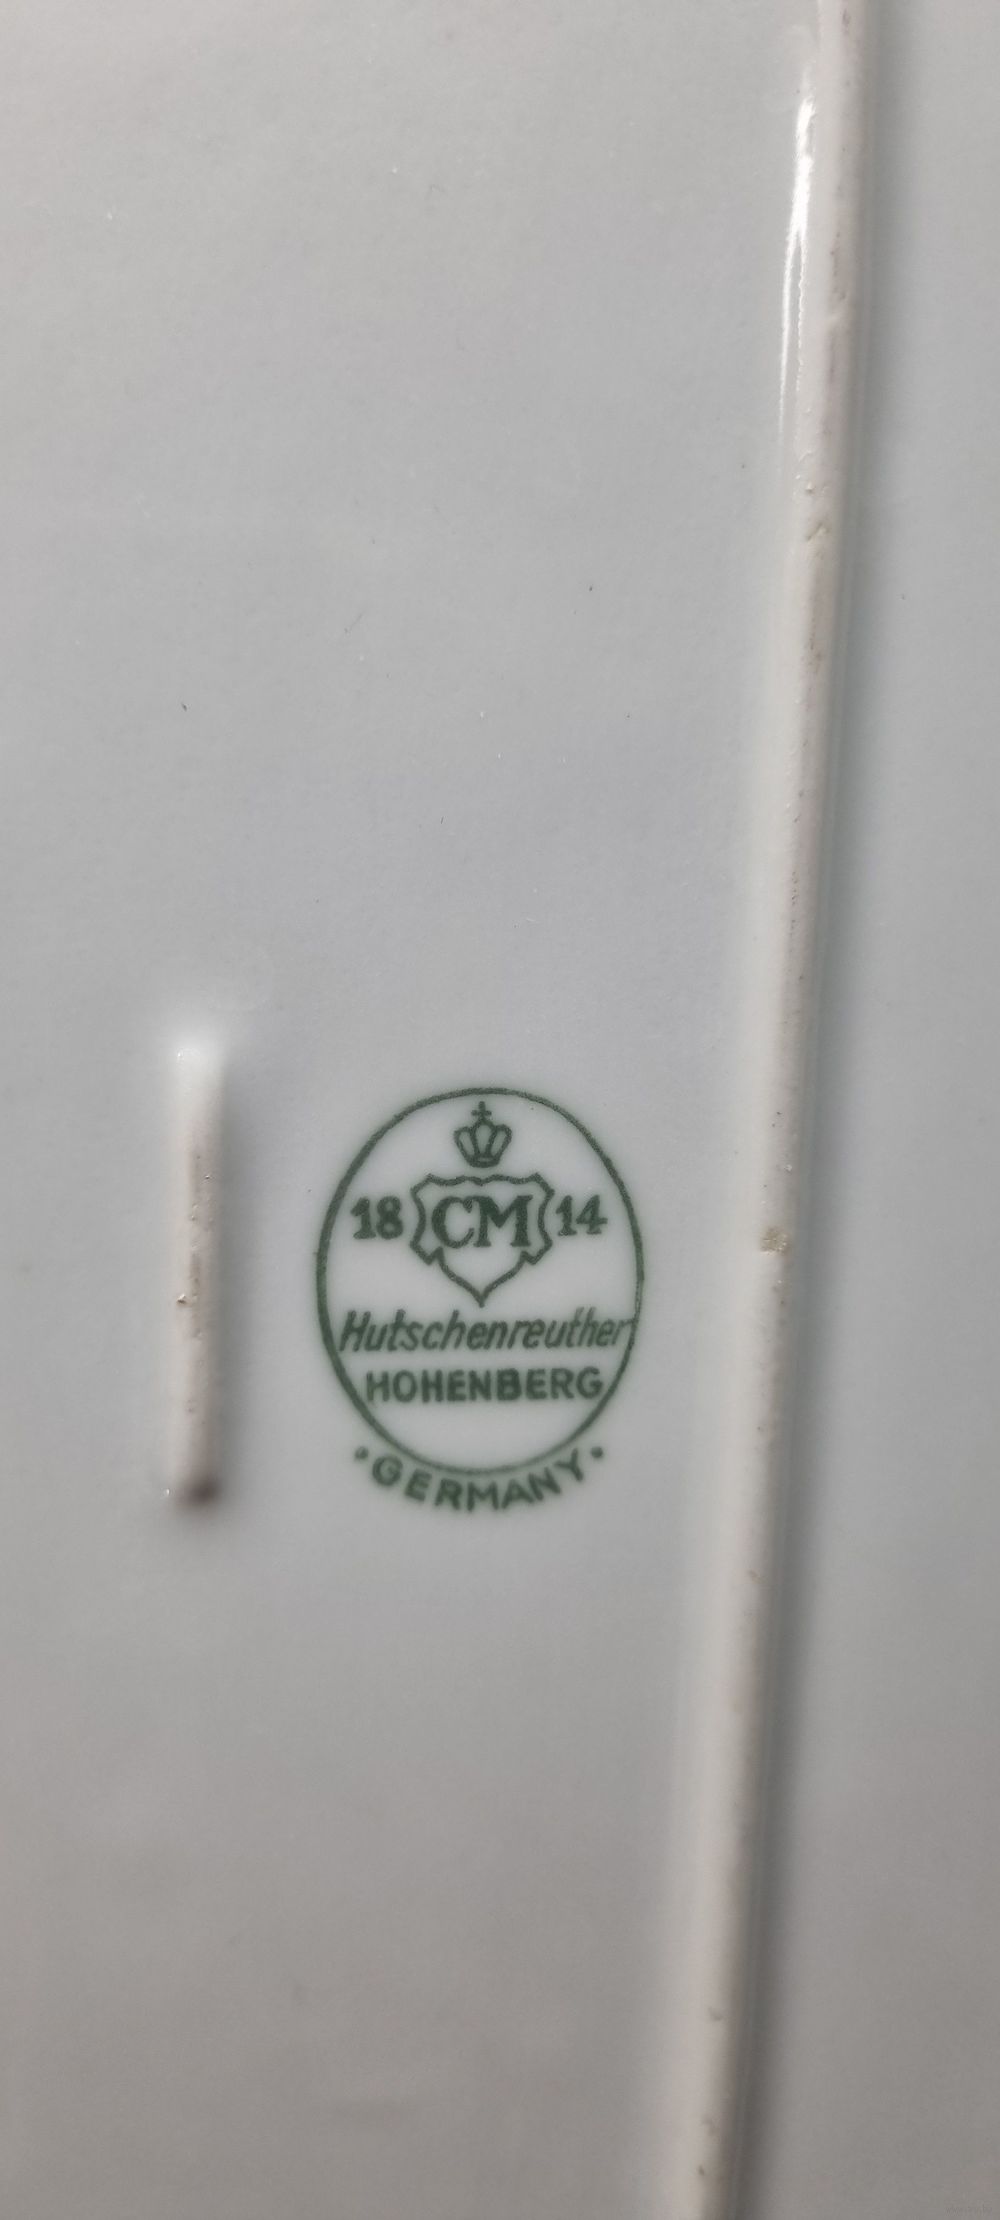 18 CM 14
Hutschenreuther
HOHENBERG
· GERMANY ·